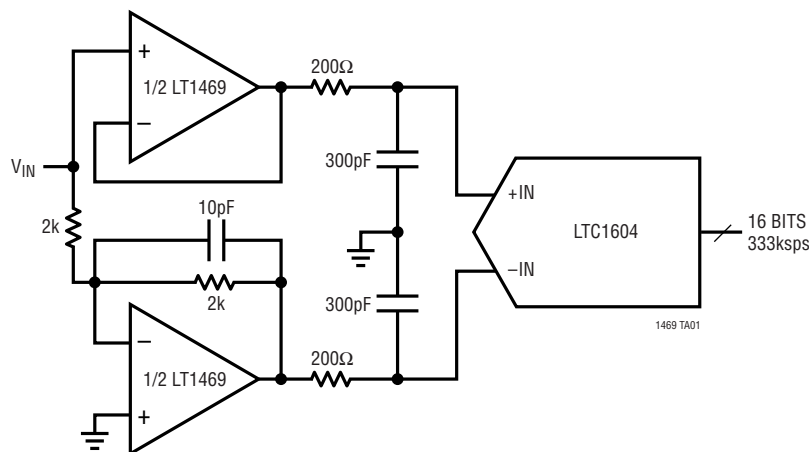 +
1/2 LT1469
−
200Ω
300pF
VIN
2k
10pF
2k
+IN
LTC1604
−IN
16 BITS
333ksps
300pF
1469 TA01
−
1/2 LT1469
+
200Ω